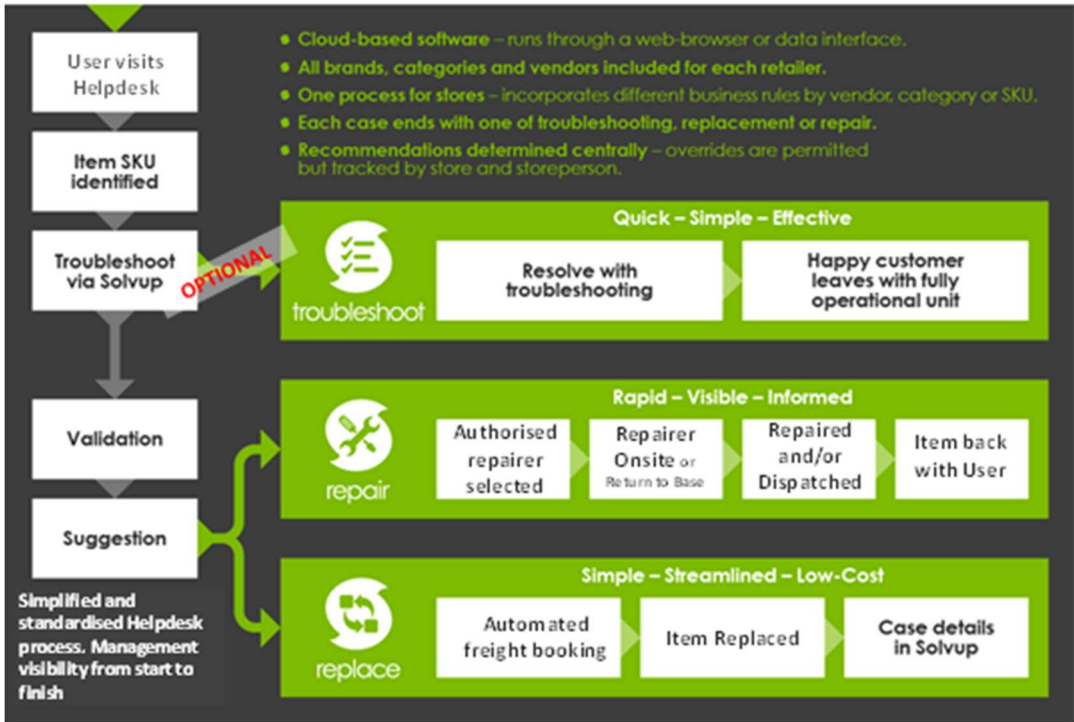 User visits
Helpdesk
Item SKU
identified
Troubleshoot
via Solvup
OPTIONAL
Validation
Suggestion
Simplified and
standardised Helpdesk
process. Management
visibility from start to
finish
Cloud-based software – runs through a web-browser or data interface.
All brands, categories and vendors included for each retailer.
One process for stores – incorporates different business rules by vendor, category or SKU.
Each case ends with one of troubleshooting, replacement or repair.
Recommendations determined centrally – overrides are permitted
but tracked by store and storeperson.
Quick – Simple – Effective
troubleshoot
Resolve with
troubleshooting
Happy customer
leaves with fully
operational unit
Rapid – Visible – Informed
repair
Authorised
repairer
selected
Repairer
Onsite or
Return to Base
Repaired
and/or
Dispatched
Item back
with User
Simple – Streamlined – Low-Cost
replace
Automated
freight booking
Item Replaced
Case details
in Solvup